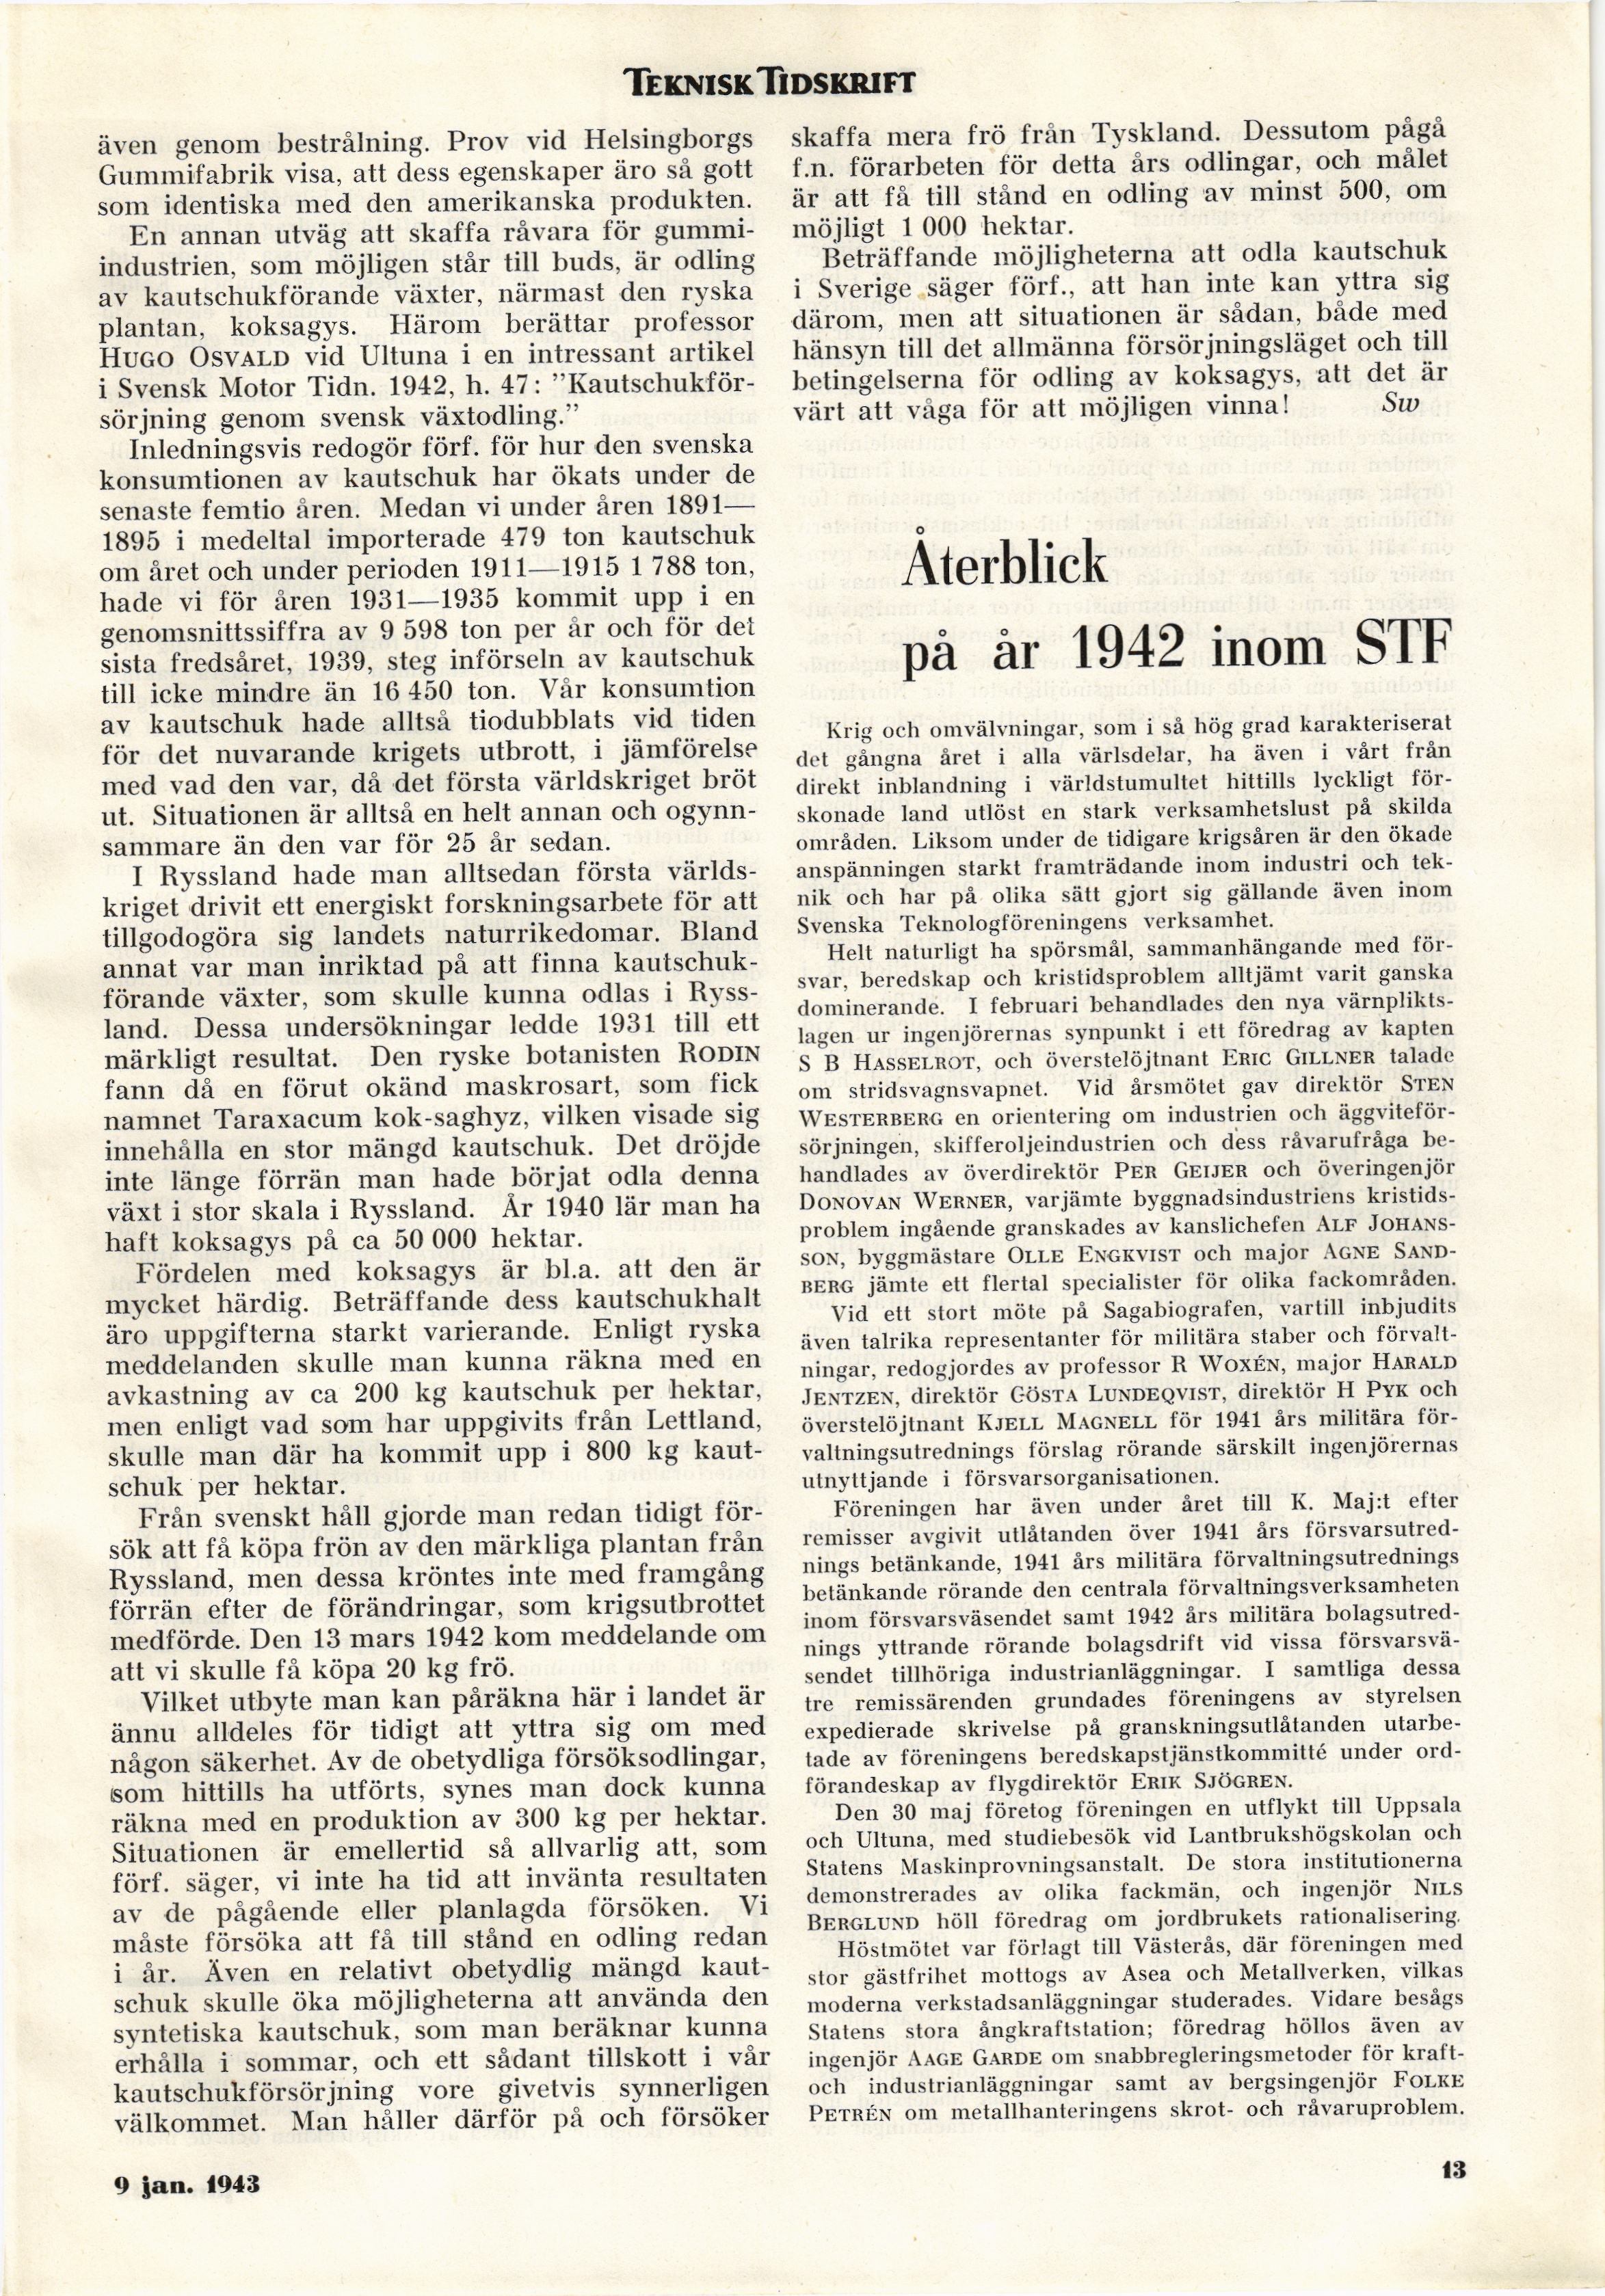 TEKNISK TIDSKRIFT
även genom bestrålning. Prov vid Helsingborgs
Gummifabrik visa, att dess egenskaper äro så gott
som identiska med den amerikanska produkten.
En annan utväg att skaffa råvara för gummi-
industrien, som möjligen står till buds, är odling
av kautschukförande växter, närmast den ryska
plantan, koksagys. Härom berättar professor
HUGO OSVALD vid Ultuna i en intressant artikel
i Svensk Motor Tidn. 1942, h. 47: ”Kautschukför-
sörjning genom svensk växtodling.”
Inledningsvis redogör förf. för hur den svenska
konsumtionen av kautschuk har ökats under de
senaste femtio åren. Medan vi under åren 1891—
1895 i medeltal importerade 479 ton kautschuk
om året och under perioden 1911—1915 1 788 ton,
hade vi för åren 1931—1935 kommit upp i en
genomsnittssiffra av 9 598 ton per år och för det
sista fredsåret, 1939, steg införseln av kautschuk
till icke mindre än 16 450 ton. Vår konsumtion
av kautschuk hade alltså tiodubblats vid tiden
för det nuvarande krigets utbrott, i jämförelse
med vad den var, då det första världskriget bröt
ut. Situationen är alltså en helt annan och ogynn-
sammare än den var för 25 år sedan.
I Ryssland hade man alltsedan första världs-
kriget drivit ett energiskt forskningsarbete för att
tillgodogöra sig landets naturrikedomar. Bland
annat var man inriktad på att finna kautschuk-
förande växter, som skulle kunna odlas i Ryss-
land. Dessa undersökningar ledde 1931 till ett
märkligt resultat. Den ryske botanisten RODIN
fann då en förut okänd maskrosart, som fick
namnet Taraxacum kok-saghyz, vilken visade sig
innehålla en stor mängd kautschuk. Det dröjde
inte länge förrän man hade börjat odla denna
växt i stor skala i Ryssland. År 1940 lär man ha
haft koksagys på ca 50 000 hektar.
Fördelen med koksagys är bl.a. att den är
mycket härdig. Beträffande dess kautschukhalt
äro uppgifterna starkt varierande. Enligt ryska
meddelanden skulle man kunna räkna med en
avkastning av ca 200 kg kautschuk per hektar,
men enligt vad som har uppgivits från Lettland,
skulle man där ha kommit upp i 800 kg kaut-
schuk per hektar.
Från svenskt håll gjorde man redan tidigt för-
sök att få köpa frön av den märkliga plantan från
Ryssland, men dessa kröntes inte med framgång
förrän efter de förändringar, som krigsutbrottet
medförde. Den 13 mars 1942 kom meddelande om
att vi skulle få köpa 20 kg frö.
Vilket utbyte man kan påräkna här i landet är
ännu alldeles för tidigt att yttra sig om med
någon säkerhet. Av de obetydliga försöksodlingar,
som hittills ha utförts, synes man dock kunna
räkna med en produktion av 300 kg per hektar.
Situationen är emellertid så allvarlig att, som
förf. säger, vi inte ha tid att invänta resultaten
av de pågående eller planlagda försöken. Vi
måste försöka att få till stånd en odling redan
i år. Även en relativt obetydlig mängd kaut-
schuk skulle öka möjligheterna att använda den
syntetiska kautschuk, som man beräknar kunna
erhålla i sommar, och ett sådant tillskott i vår
kautschukförsörjning vore givetvis synnerligen
välkommet. Man håller därför på och försöker
skaffa mera frö från Tyskland. Dessutom pågå
f.n. förarbeten för detta års odlingar, och målet
är att få till stånd en odling av minst 500, om
möjligt 1 000 hektar.
Beträffande möjligheterna att odla kautschuk
i Sverige säger förf., att han inte kan yttra sig
därom, men att situationen är sådan, både med
hänsyn till det allmänna försörjningsläget och till
betingelserna för odling av koksagys, att det är
värt att våga för att möjligen vinna! Sw
Återblick
på år 1942 inom STF
Krig och omvälvningar, som i så hög grad karakteriserat
det gångna året i alla värlsdelar, ha även i vårt från
direkt inblandning i världstumultet hittills lyckligt för-
skonade land utlöst en stark verksamhetslust på skilda
områden. Liksom under de tidigare krigsåren är den ökade
anspänningen starkt framträdande inom industri och tek-
nik och har på olika sätt gjort sig gällande även inom
Svenska Teknologföreningens verksamhet.
Helt naturligt ha spörsmål, sammanhängande med för-
svar, beredskap och kristidsproblem alltjämt varit ganska
dominerande. I februari behandlades den nya värnplikts-
lagen ur ingenjörernas synpunkt i ett föredrag av kapten
S B HASSELROT, och överstelöjtnant ERIC GILLNER talade
om stridsvagnsvapnet. Vid årsmötet gav direktör STEN
WESTERBERG en orientering om industrien och äggviteför-
sörjningen, skifferoljeindustrien och dess råvarufråga be-
handlades av överdirektör PER GEIJER och överingenjör
DONOVAN WERNER, varjämte byggnadsindustriens kristids-
problem ingående granskades av kanslichefen ALF JOHANS-
SON, byggmästare OLLE ENGKVIST och major AGNE SAND-
BERG jämte ett flertal specialister för olika fackområden.
Vid ett stort möte på Sagabiografen, vartill inbjudits
även talrika representanter för militära staber och förvalt-
ningar, redogjordes av professor R WOXÉN, major HARALD
JENTZEN, direktör GÖSTA LUNDEQVIST, direktör H PYK och
överstelöjtnant KJELL MAGNELL för 1941 års militära för-
valtningsutrednings förslag rörande särskilt ingenjörernas
utnyttjande i försvarsorganisationen.
Föreningen har även under året till K. Maj:t efter
remisser avgivit utlåtanden över 1941 års försvarsutred-
nings betänkande, 1941 års militära förvaltningsutrednings
betänkande rörande den centrala förvaltningsverksamheten
inom försvarsväsendet samt 1942 års militära bolagsutred-
nings yttrande rörande bolagsdrift vid vissa försvarsvä-
sendet tillhöriga industrianläggningar. I samtliga dessa
tre remissärenden grundades föreningens av styrelsen
expedierade skrivelse på granskningsutlåtanden utarbe-
tade av föreningens beredskapstjänstkommitté under ord-
förandeskap av flygdirektör ERIK SJÖGREN.
Den 30 maj företog föreningen en utflykt till Uppsala
och Ultuna, med studiebesök vid Lantbrukshögskolan och
Statens Maskinprovningsanstalt. De stora institutionerna
demonstrerades av olika fackmän, och ingenjör NILS
BERGLUND höll föredrag om jordbrukets rationalisering.
Höstmötet var förlagt till Västerås, där föreningen med
stor gästfrihet mottogs av Asea och Metallverken, vilkas
moderna verkstadsanläggningar studerades. Vidare besågs
Statens stora ångkraftstation; föredrag höllos även av
ingenjör AAGE GARDE om snabbregleringsmetoder för kraft-
och industrianläggningar samt av bergsingenjör FOLKE
PETRÉN om metallhanteringens skrot- och råvaruproblem.
9 jan. 1943
13